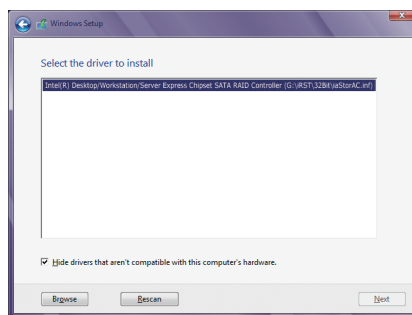 Windows Setup
Select the driver to install
Intel(R) Desktop/Workstation/Server Express Chipset SATA RAID Controller (G:\iRST\32Bit\iaStorAC.inf)
Hide drivers that aren't compatible with this computer's hardware.
Browse
Rescan
Next